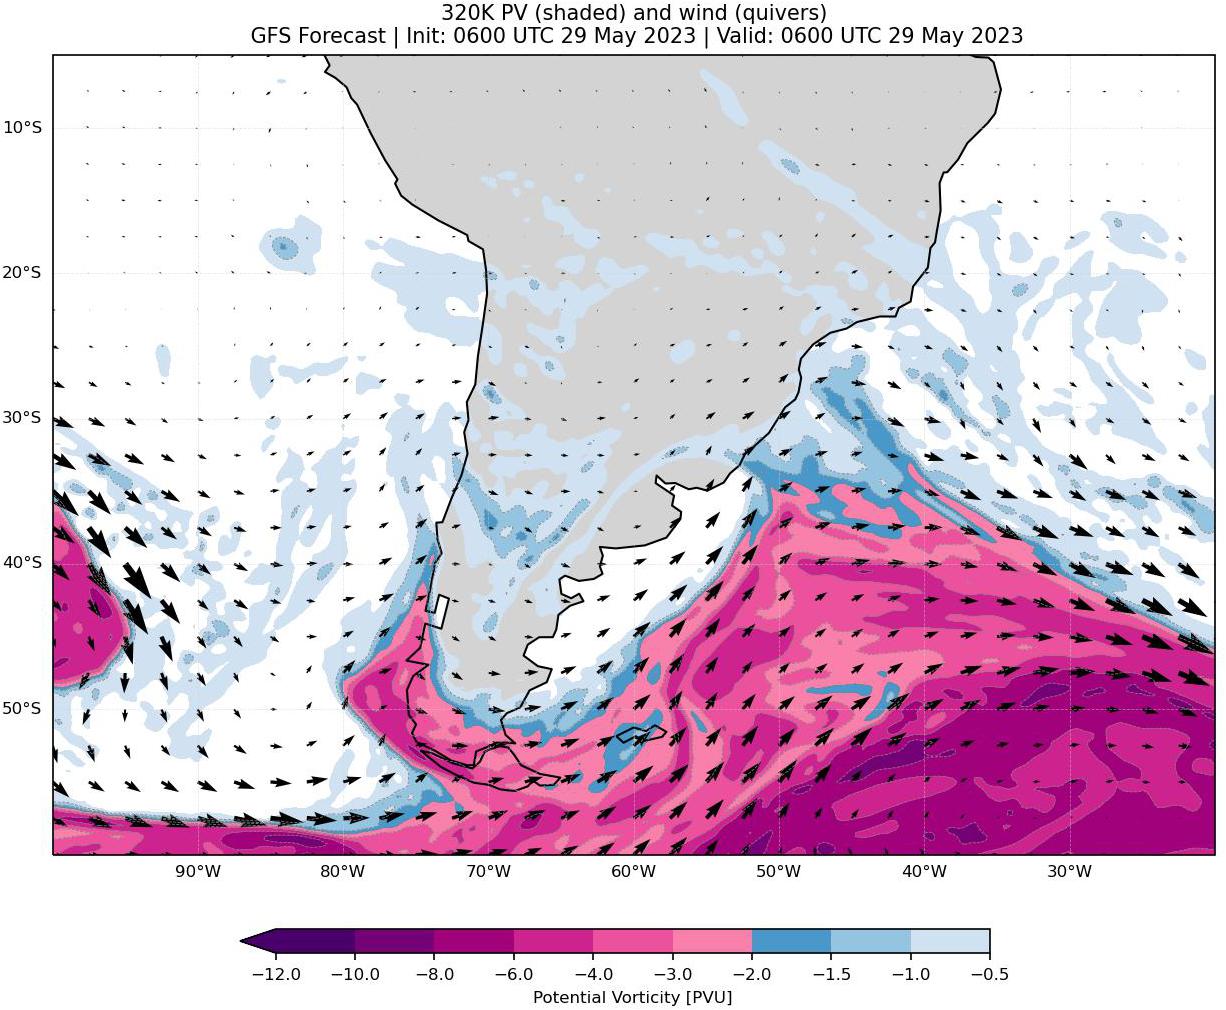 320K PV (shaded) and wind (quivers)
GFS Forecast | Init: 0600 UTC 29 May 2023 | Valid: 0600 UTC 29 May 2023
10°S
20°S
30°S
40°S
50°S
90°W 80°W 70°W 60°W 50°W 40°W 30°W
−12.0 −10.0 −8.0 −6.0 −4.0 −3.0 −2.0 −1.5 −1.0 −0.5
Potential Vorticity [PVU]